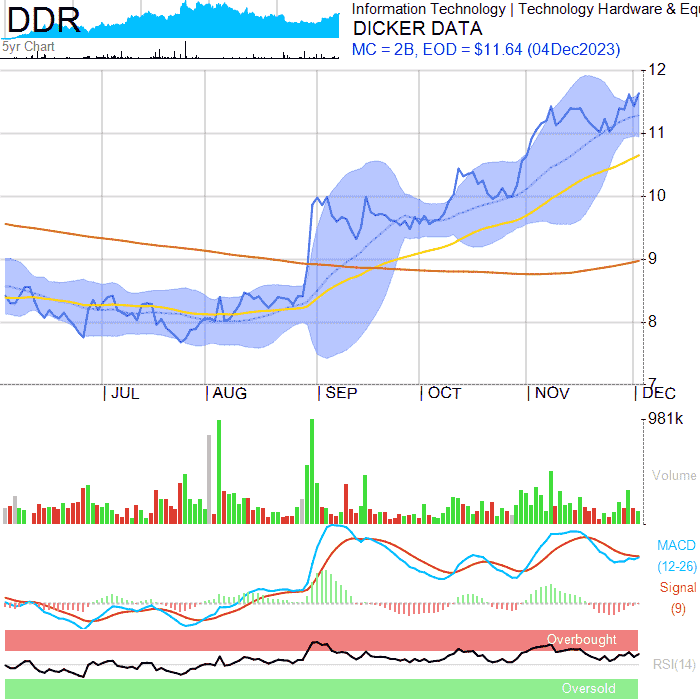 DDR
5yr Chart
Information Technology | Technology Hardware & Equ
DICKER DATA
MC = 2B, EOD = $11.64 (04Dec2023)
12
11
10
9
8
7
JUL
AUG
SEP
OCT
NOV
DEC
981k
Volume
MACD
(12-26)
Signal
(9)
Overbought
RSI(14)
Oversold